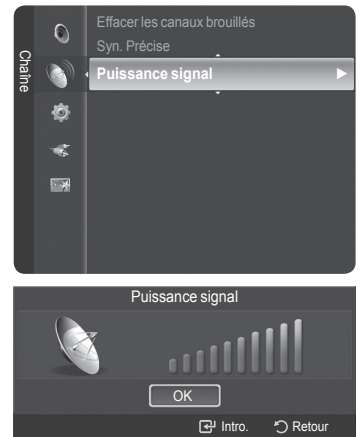 Chaîne
Effacer les canaux brouillés
Syn. Précise
Puissance signal
Puissance signal
OK
Intro. Retour